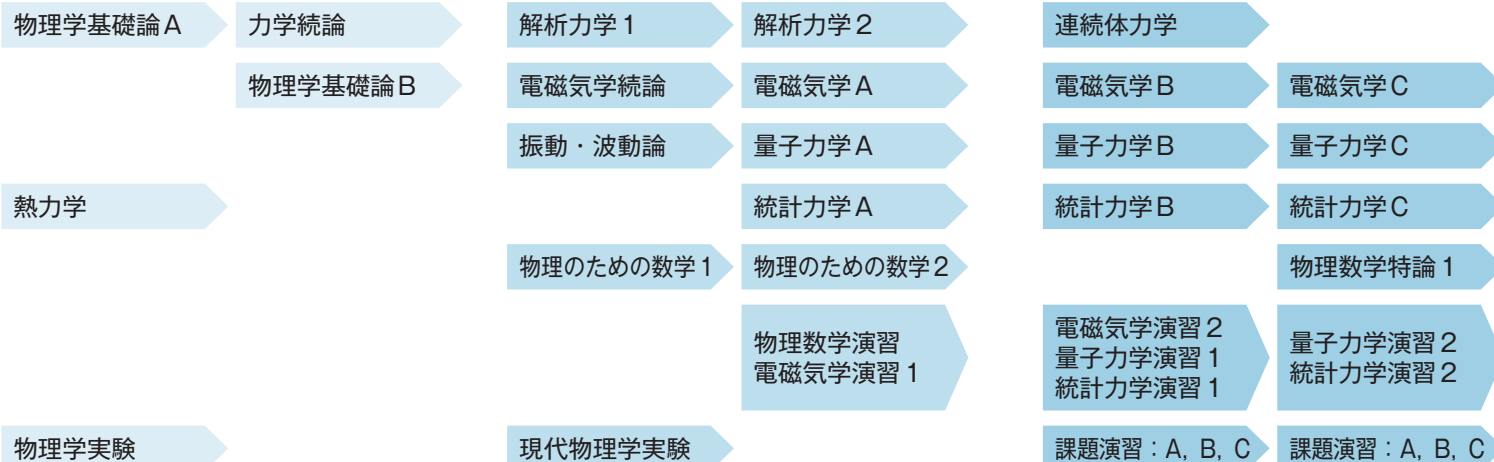 物理学基礎論A
力学続論
解析力学1
解析力学2
連続体力学
物理学基礎論B
電磁気学続論
電磁気学A
電磁気学B
電磁気学C
振動・波動論
量子力学A
量子力学B
量子力学C
熱力学
統計力学A
統計力学B
統計力学C
物理のための数学1
物理のための数学2
物理数学特論1
物理数学演習
電磁気学演習1
電磁気学演習2
量子力学演習1
統計力学演習1
量子力学演習2
統計力学演習2
物理学実験
現代物理学実験
課題演習：A, B, C
課題演習：A, B, C